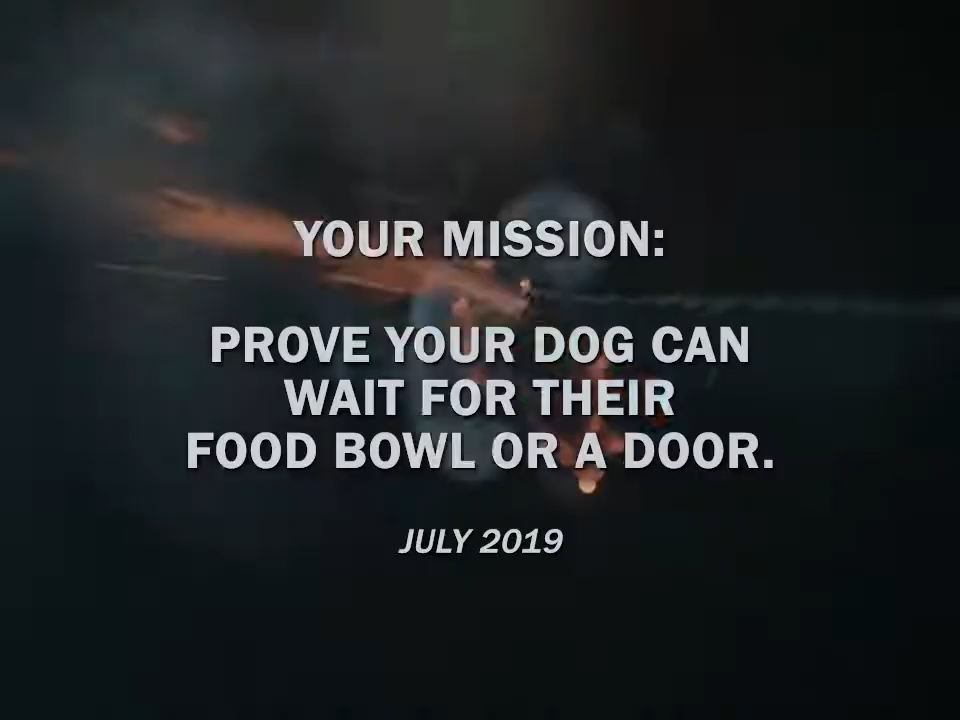 YOUR MISSION:
PROVE YOUR DOG CAN
WAIT FOR THEIR
FOOD BOWL OR A DOOR.
JULY 2019